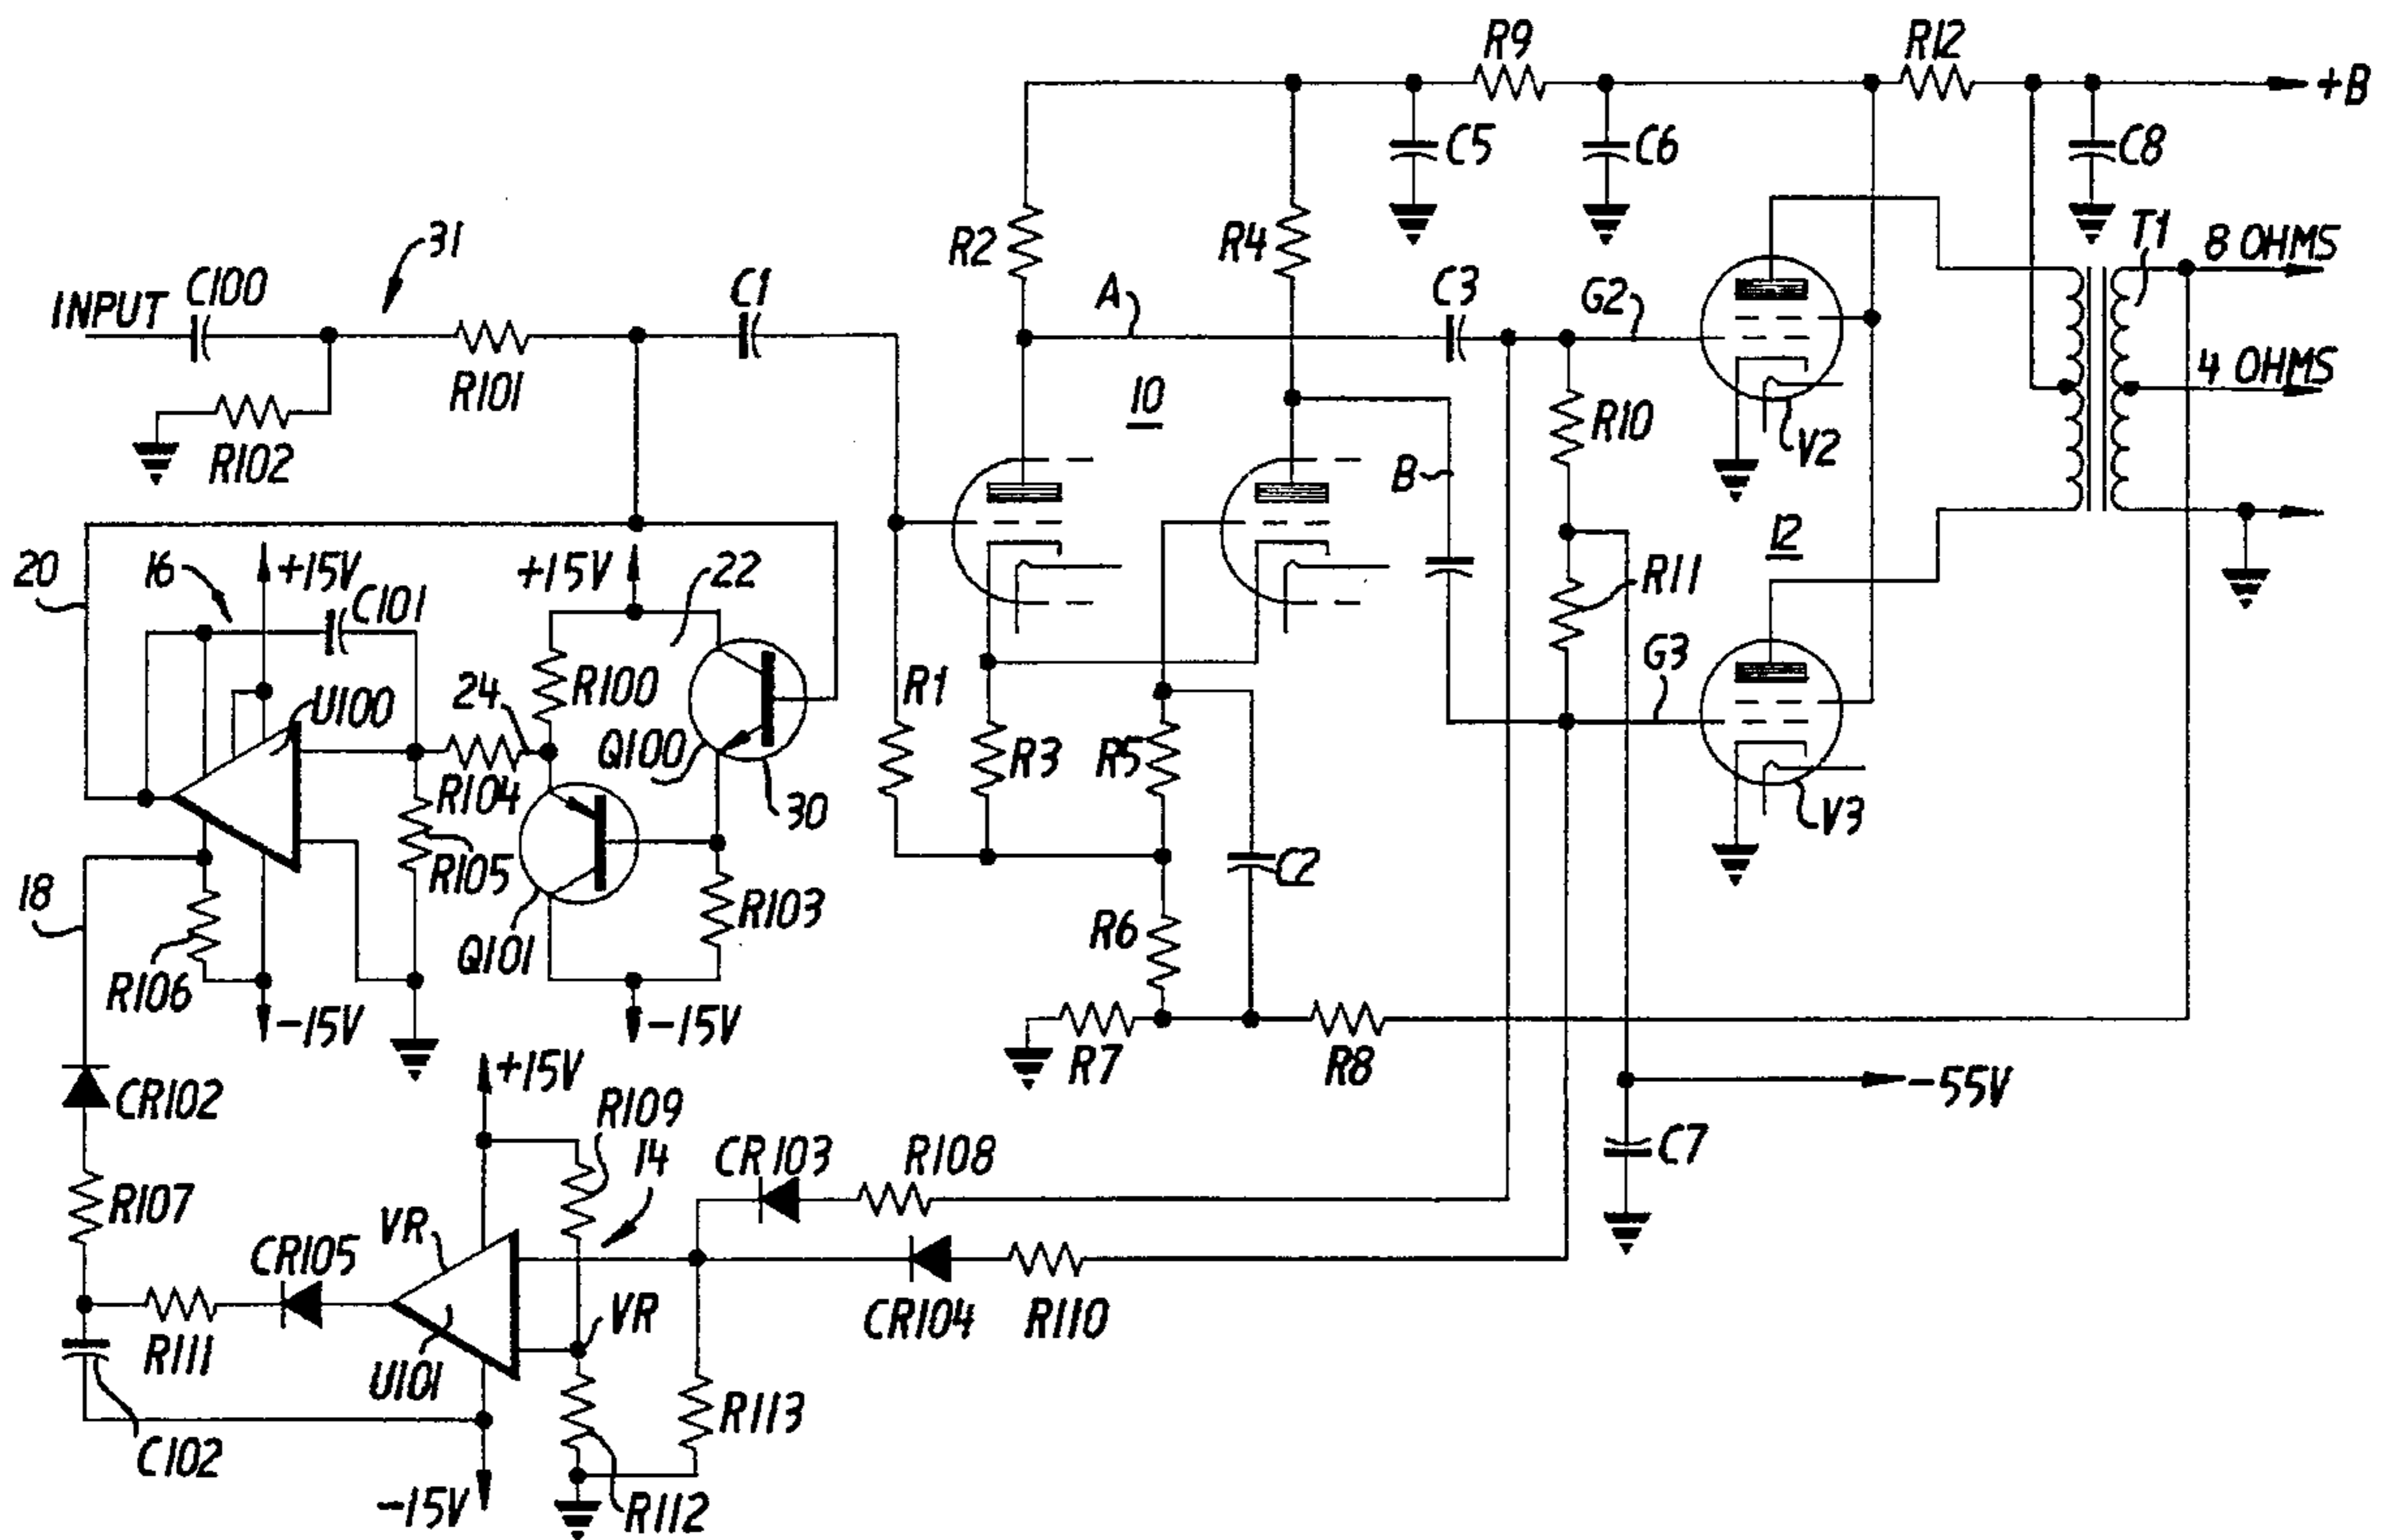 R9
R12
+B
C5
C6
C8
31
R2
R4
T1
8 OHMS
INPUT
C100
C1
A
C3
G2
R101
10
4 OHMS
R102
R10
V2
B
20
16
+15V
+15V
22
12
R11
C101
G3
U100
24
R100
R1
Q100
R3
R5
R104
30
V3
R105
C2
18
R103
Q101
R6
R106
-15V
-15V
R7
R8
+15V
CR102
-55V
R109
CR103
R108
14
C7
R107
VR
CR105
VR
CR104
R110
R111
U101
R113
C102
-15V
R112